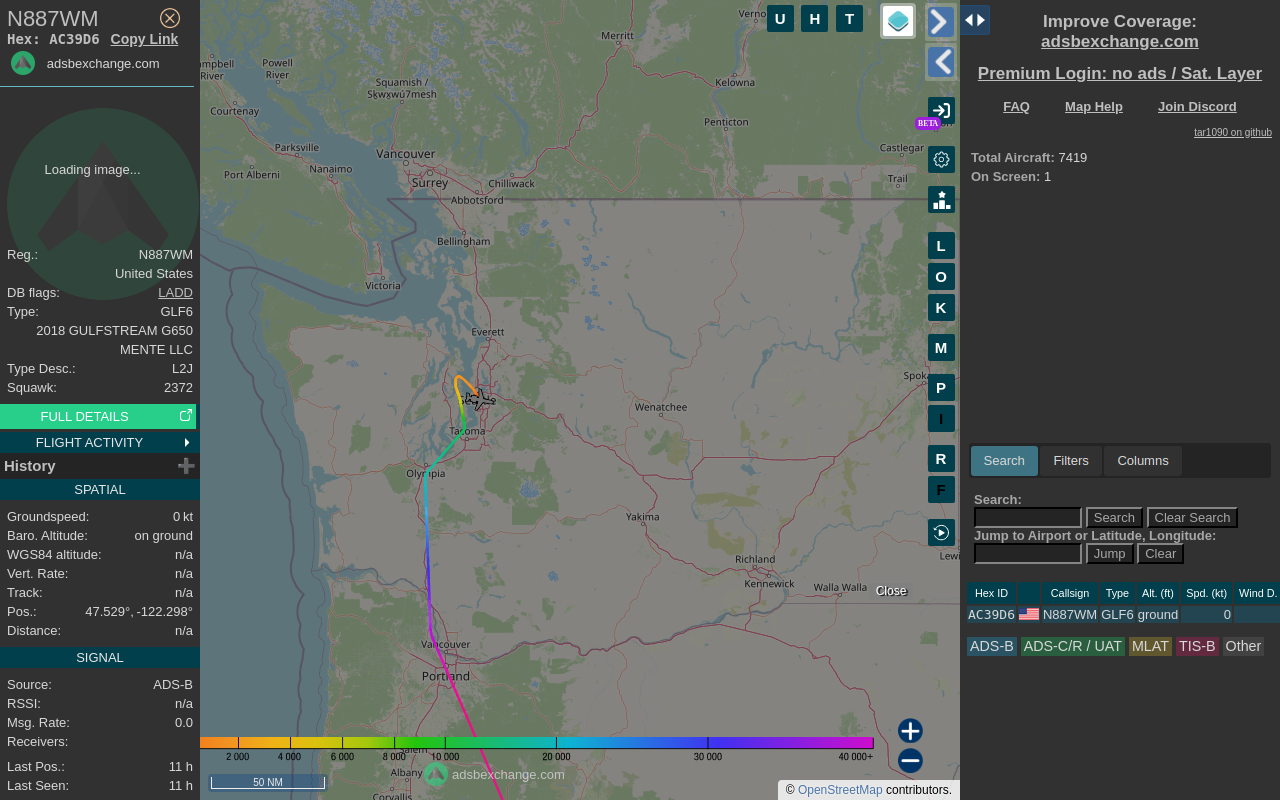 N887WM
Hex: AC39D6 Copy Link
adsbexchange.com
Loading image...
Reg.: N887WM
United States
DB flags: LADD
Type: GLF6
2018 GULFSTREAM G650
MENTE LLC
Type Desc.: L2J
Squawk: 2372
FULL DETAILS
FLIGHT ACTIVITY
History
SPATIAL
Groundspeed: 0 kt
Baro. Altitude: on ground
WGS84 altitude: n/a
Vert. Rate: n/a
Track: n/a
Pos.: 47.529°, -122.298°
Distance: n/a
SIGNAL
Source: ADS-B
RSSI: n/a
Msg. Rate: 0.0
Receivers:
Last Pos.: 11 h
Last Seen: 11 h
River
Powell
River
Courtenay
Squamish /
Sḵwx̱wú7mesh
Merritt
Kelowna
Penticton
Castlegar
Trail
Parksville
Port Alberni
Nanaimo
Vancouver
Surrey
Chilliwack
Abbotsford
Bellingham
Victoria
Everett
Tacoma
Olympia
Wenatchee
Yakima
Richland
Kennewick
Walla Walla
Vancouver
Portland
Salem
Albany
Corvallis
U H T
BETA
L
O
K
M
P
I
R
F
Close
2 000 4 000 6 000 8 000 10 000 20 000 30 000 40 000+
adsbexchange.com
50 NM
© OpenStreetMap contributors.
Improve Coverage:
adsbexchange.com
Premium Login: no ads / Sat. Layer
FAQ Map Help Join Discord
tar1090 on github
Total Aircraft: 7419
On Screen: 1
Search Filters Columns
Search:
Search Clear Search
Jump to Airport or Latitude, Longitude:
Jump Clear
Hex ID Callsign Type Alt. (ft) Spd. (kt) Wind D.
AC39D6 N887WM GLF6 ground 0
ADS-B ADS-C/R / UAT MLAT TIS-B Other